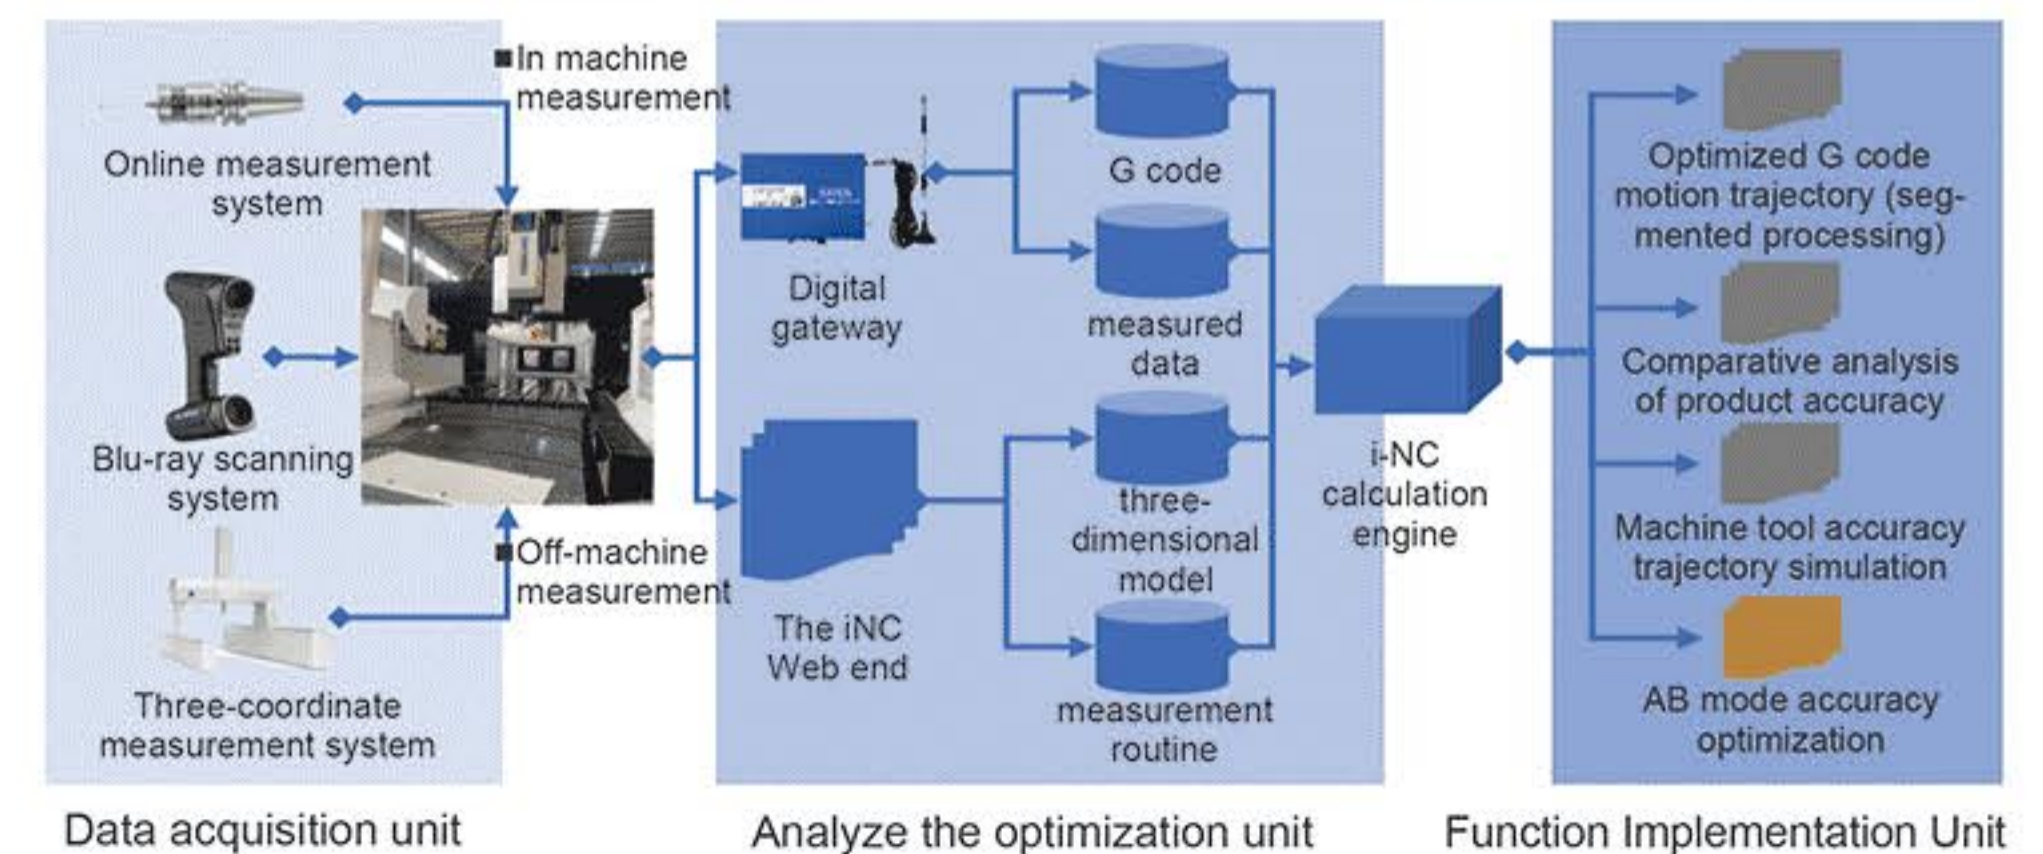 In machine
measurement
Online measurement
system
Blu-ray scanning
system
Off-machine
measurement
Three-coordinate
measurement system
Data acquisition unit
Digital
gateway
The iNC
Web end
G code
measured
data
three-
dimensional
model
measurement
routine
i-NC
calculation
engine
Analyze the optimization unit
Optimized G code
motion trajectory (seg-
mented processing)
Comparative analysis
of product accuracy
Machine tool accuracy
trajectory simulation
AB mode accuracy
optimization
Function Implementation Unit